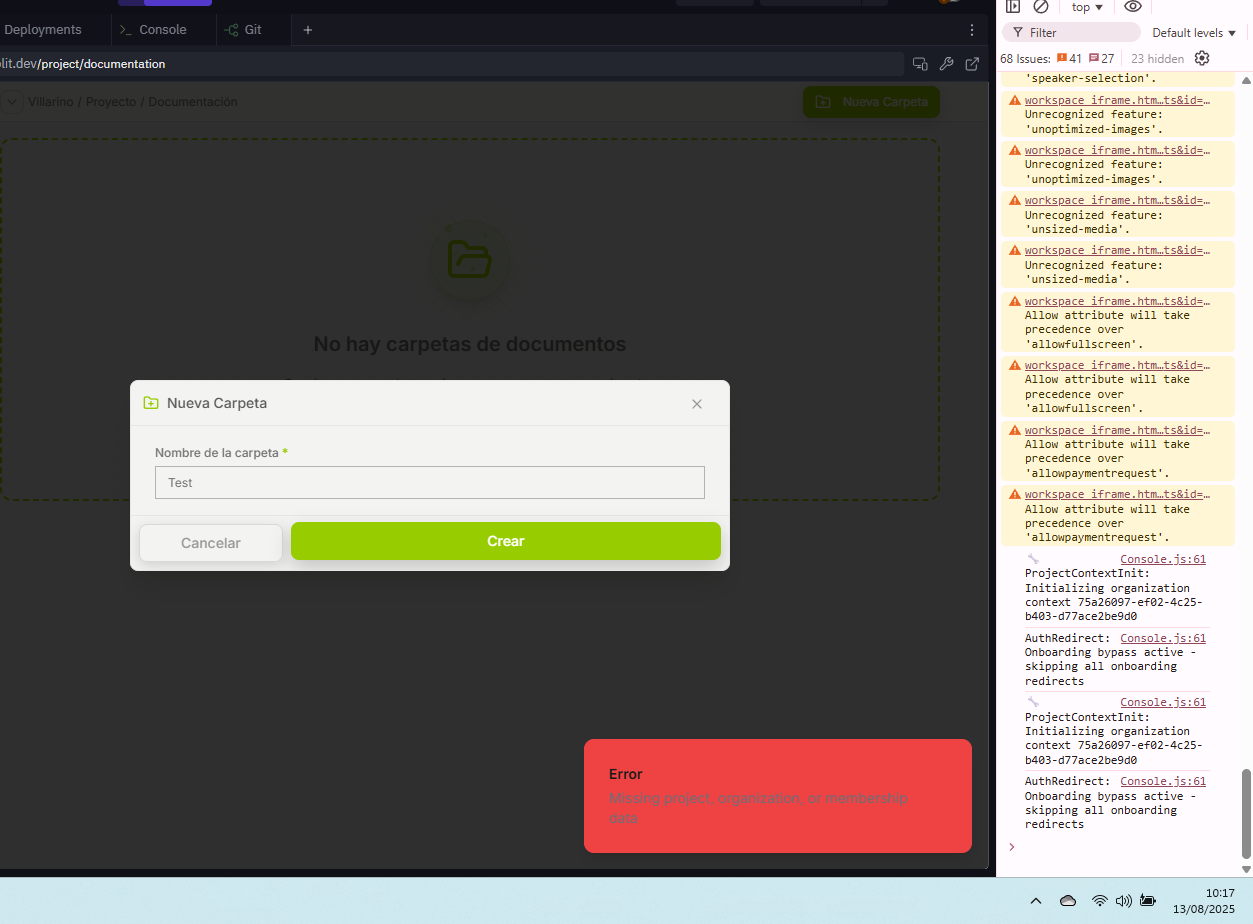 Deployments
Console
Git
lit.dev/project/documentation
Villarino / Proyecto / Documentación
Nueva Carpeta
No hay carpetas de documentos
Nueva Carpeta
Nombre de la carpeta *
Test
Cancelar
Crear
Error
Missing project, organization, or membership
data
top
Filter
Default levels
68 Issues: 41 27 23 hidden
'speaker-selection'.
workspace_iframe.htm…ts&id=…
Unrecognized feature:
'unoptimized-images'.
workspace_iframe.htm…ts&id=…
Unrecognized feature:
'unoptimized-images'.
workspace_iframe.htm…ts&id=…
Unrecognized feature:
'unsized-media'.
workspace_iframe.htm…ts&id=…
Unrecognized feature:
'unsized-media'.
workspace_iframe.htm…ts&id=…
Allow attribute will take
precedence over
'allowfullscreen'.
workspace_iframe.htm…ts&id=…
Allow attribute will take
precedence over
'allowfullscreen'.
workspace_iframe.htm…ts&id=…
Allow attribute will take
precedence over
'allowpaymentrequest'.
workspace_iframe.htm…ts&id=…
Allow attribute will take
precedence over
'allowpaymentrequest'.
Console.js:61
ProjectContextInit:
Initializing organization
context 75a26097-ef02-4c25-
b403-d77ace2be9d0
AuthRedirect: Console.js:61
Onboarding bypass active -
skipping all onboarding
redirects
Console.js:61
ProjectContextInit:
Initializing organization
context 75a26097-ef02-4c25-
b403-d77ace2be9d0
AuthRedirect: Console.js:61
Onboarding bypass active -
skipping all onboarding
redirects
10:17
13/08/2025